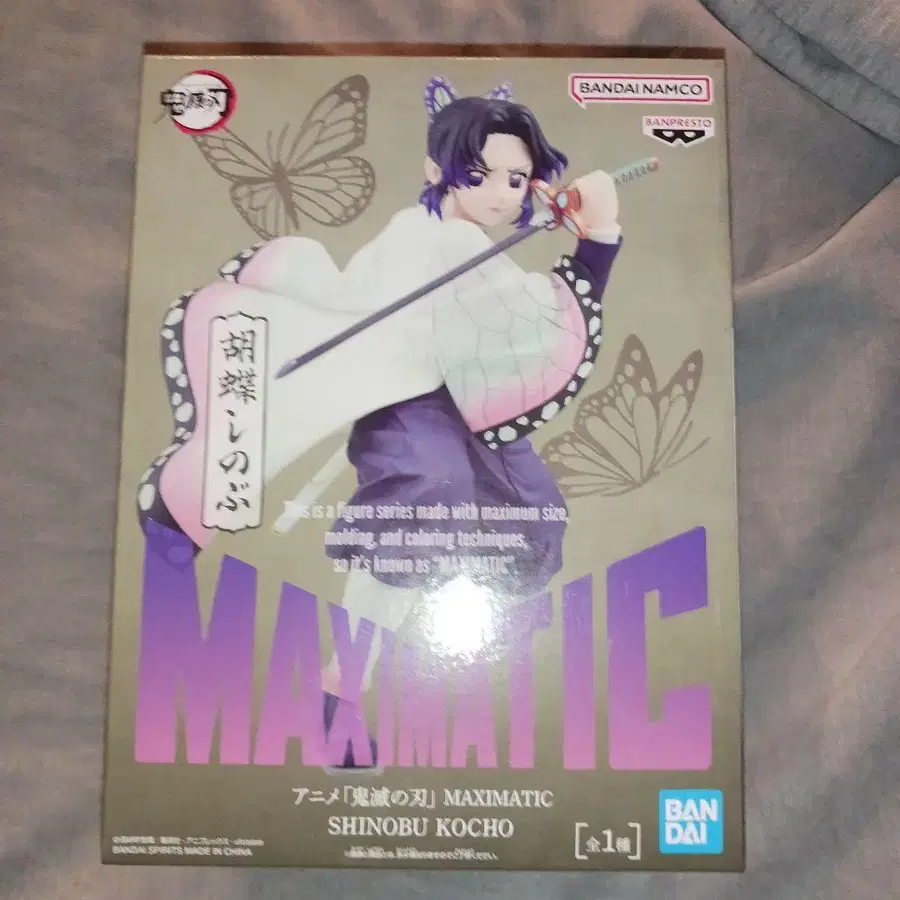 鬼滅の刃
BANDAI NAMCO
BANPRESTO
胡蝶しのぶ
This is a figure series made with maximum size,
molding, and coloring techniques,
so it's known as "MAXIMATIC".
MAXIMATIC
アニメ「鬼滅の刃」 MAXIMATIC
SHINOBU KOCHO
[全1種]
BANDAI SPIRITS MADE IN CHINA
BAN
DAI